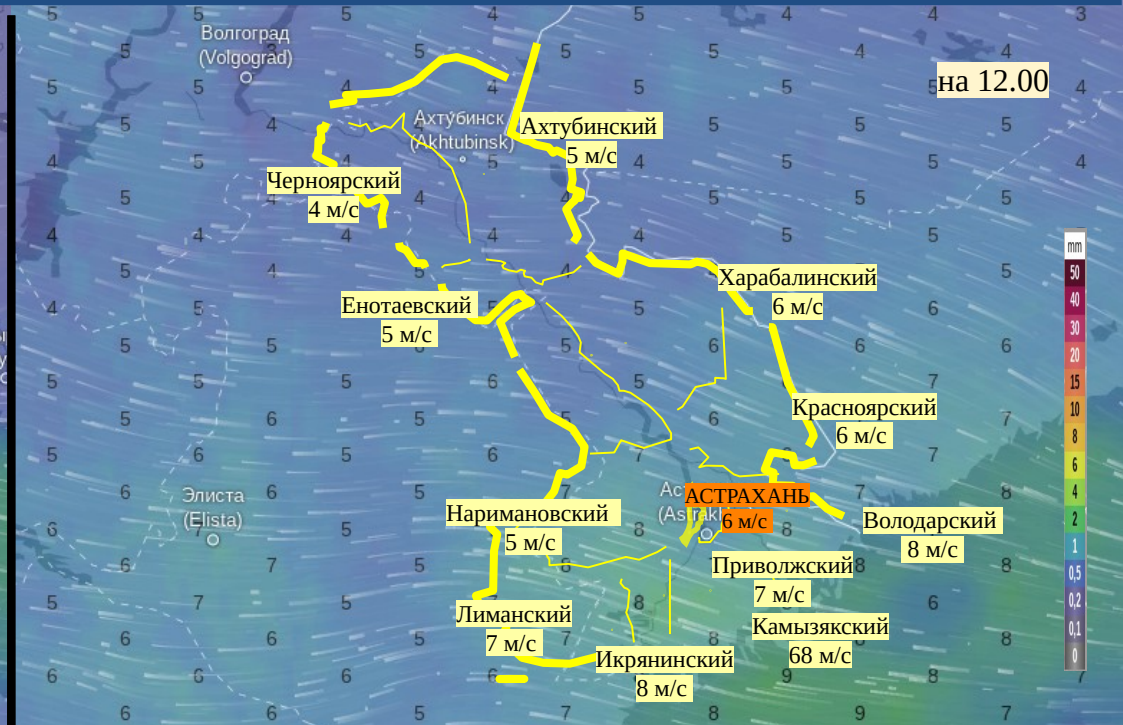 Волгоград
(Volgograd)
на 12.00
Ахтубинск
(Akhtubinsk)
Ахтубинский
5 м/с
Черноярский
4 м/с
mm
50
40
30
20
15
10
8
6
4
2
1
0,5
0,2
0,1
0
Харабалинский
6 м/с
Енотаевский
5 м/с
Красноярский
6 м/с
Элиста
(Elista)
АСТРАХАНЬ
6 м/с
Наримановский
5 м/с
Володарский
8 м/с
Приволжский
7 м/с
Лиманский
7 м/с
Камызякский
68 м/с
Икрянинский
8 м/с